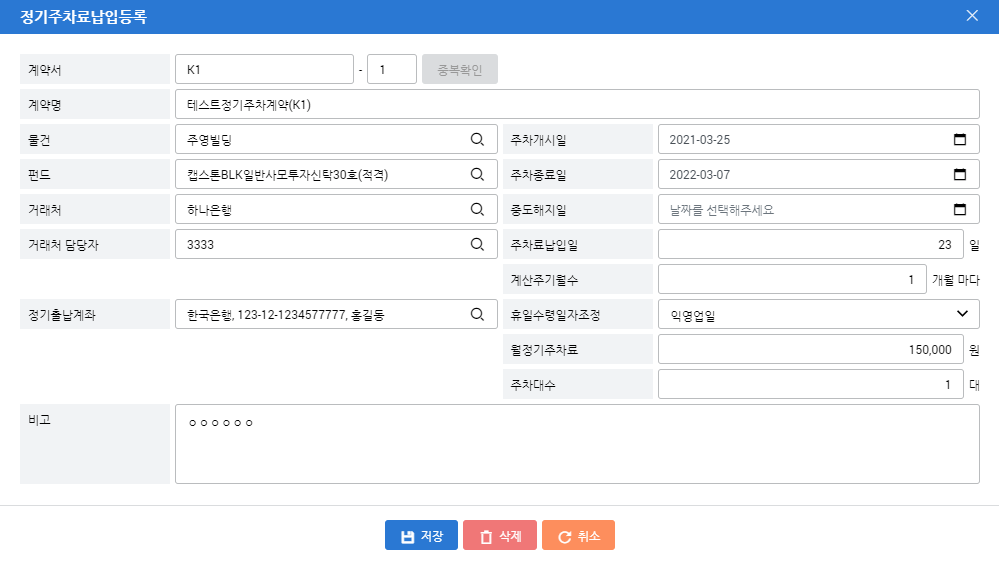 정기주차료납입등록
계약서 K1 - 1 중복확인
계약명 테스트정기주차계약(K1)
물건 주영빌딩 주차개시일 2021-03-25
펀드 캡스톤BLK일반사모투자신탁30호(적격) 주차종료일 2022-03-07
거래처 하나은행 중도해지일 날짜를 선택해주세요
거래처 담당자 3333 주차료납입일 23 일
계산주기월수 1 개월 마다
정기출납계좌 한국은행, 123-12-1234577777, 홍길동 휴일수령일자조정 익영업일
월정기주차료 150,000 원
주차대수 1 대
비고 ㅇㅇㅇㅇㅇㅇ
저장 삭제 취소